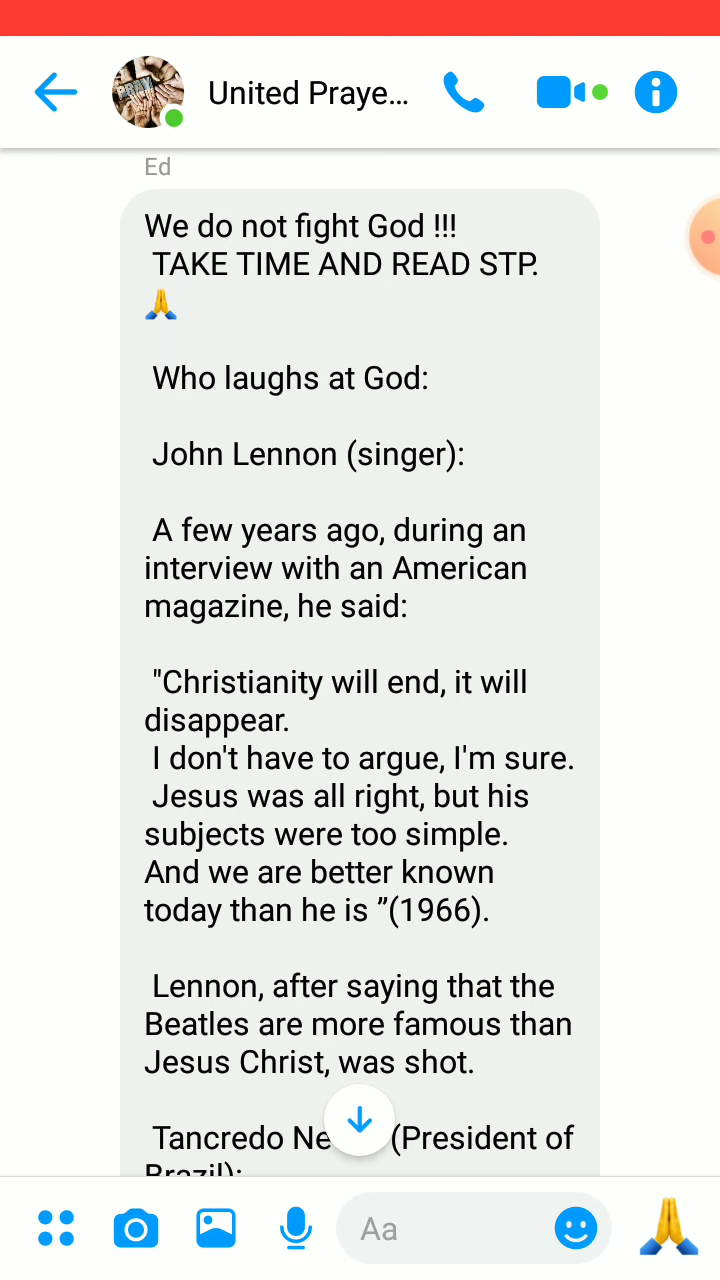 United Praye...
Ed
We do not fight God !!!
TAKE TIME AND READ STP.
🙏
Who laughs at God:
John Lennon (singer):
A few years ago, during an
interview with an American
magazine, he said:
"Christianity will end, it will
disappear.
I don't have to argue, I'm sure.
Jesus was all right, but his
subjects were too simple.
And we are better known
today than he is ”(1966).
Lennon, after saying that the
Beatles are more famous than
Jesus Christ, was shot.
Tancredo (President of
Brazil):
Aa